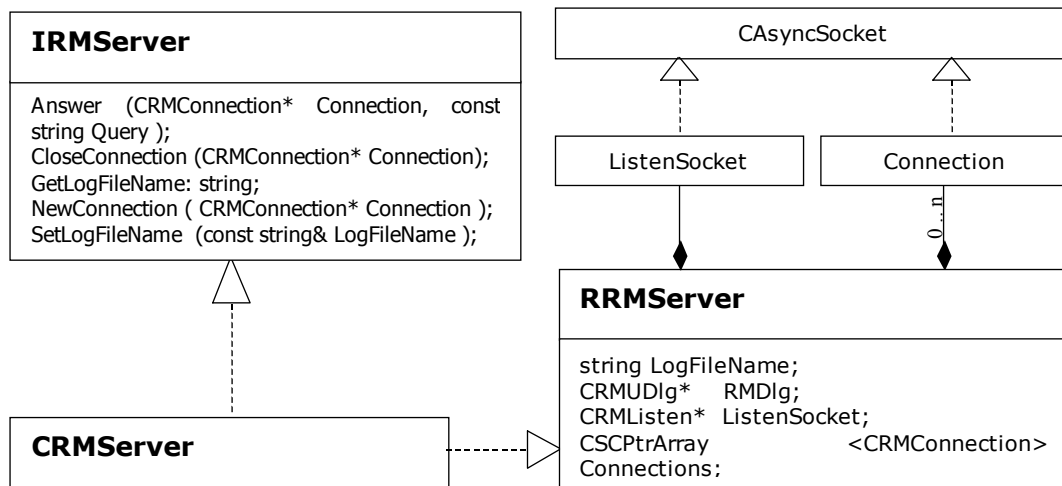 IRMServer
Answer (CRMConnection* Connection, const
string Query );
CloseConnection (CRMConnection* Connection);
GetLogFileName: string;
NewConnection ( CRMConnection* Connection );
SetLogFileName (const string& LogFileName );
CAsyncSocket
ListenSocket
Connection
0 .. n
RRMServer
string LogFileName;
CRMUDlg* RMDlg;
CRMListen* ListenSocket;
CSCPtrArray <CRMConnection>
Connections;
CRMServer